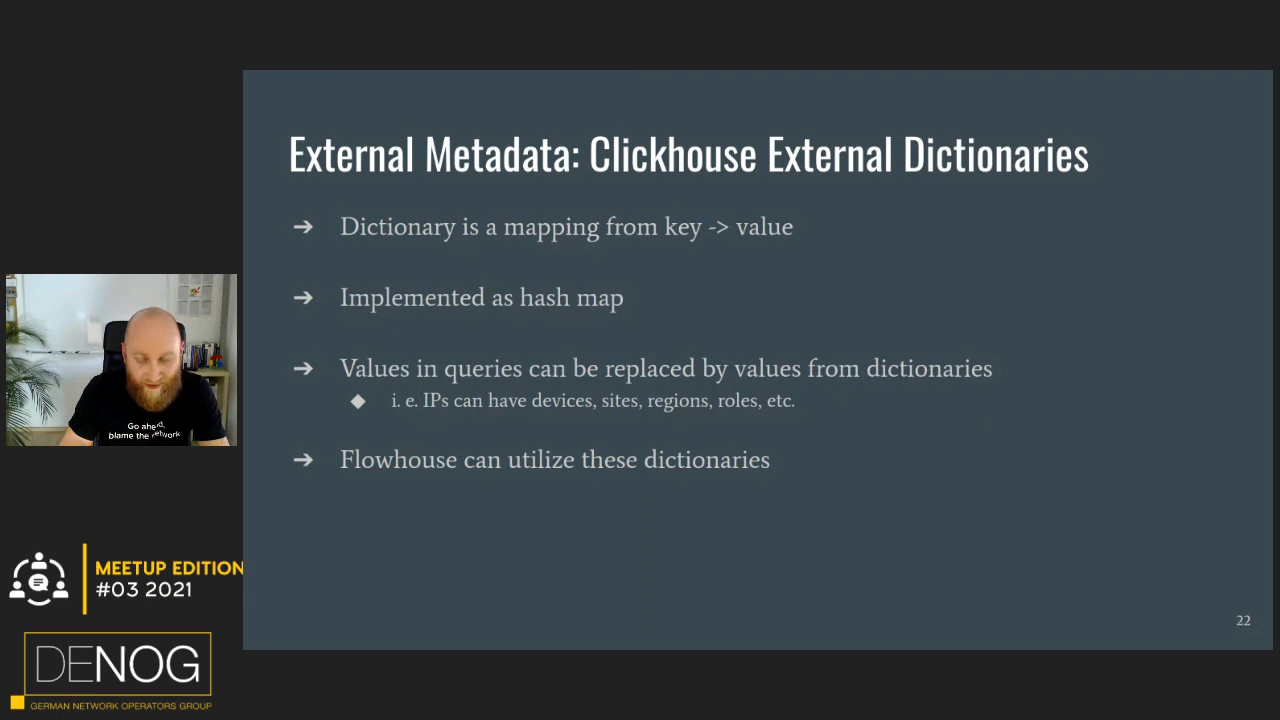 External Metadata: Clickhouse External Dictionaries
➔ Dictionary is a mapping from key -> value
➔ Implemented as hash map
➔ Values in queries can be replaced by values from dictionaries
◆ i. e. IPs can have devices, sites, regions, roles, etc.
➔ Flowhouse can utilize these dictionaries
22
Go ahead,
blame the network
MEETUP EDITION
#03 2021
DENOG
GERMAN NETWORK OPERATORS GROUP